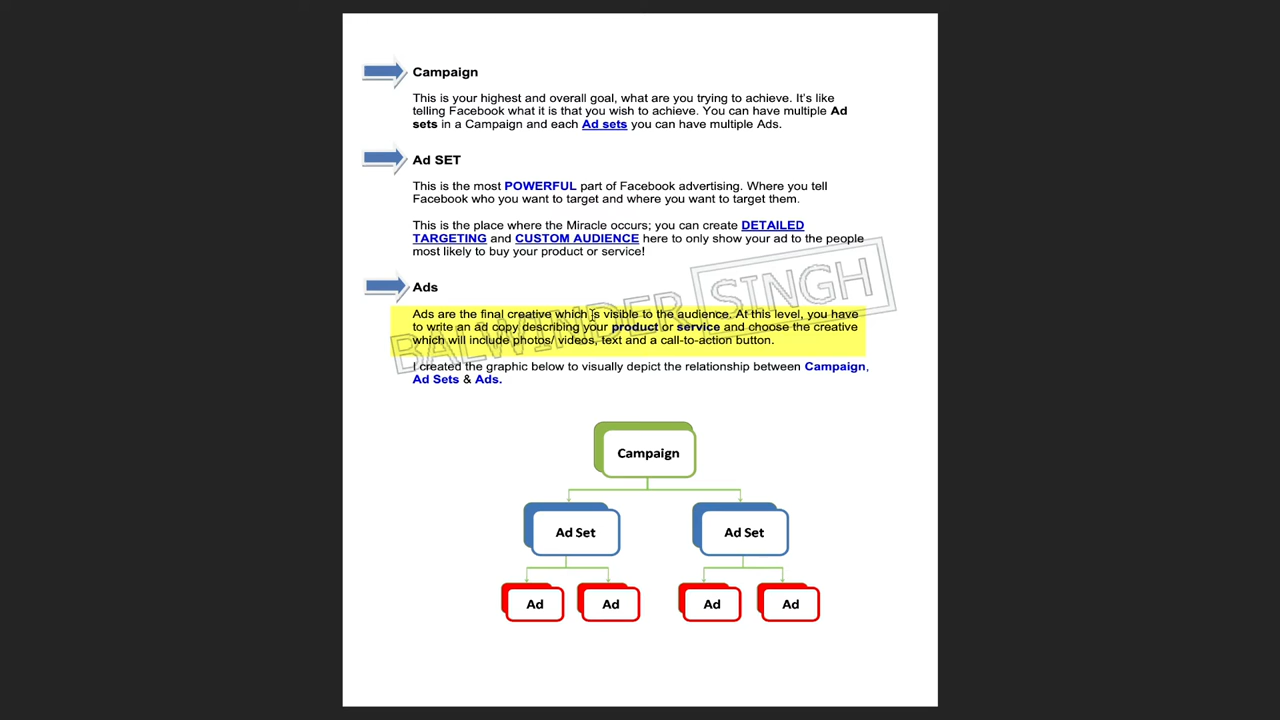 Campaign
This is your highest and overall goal, what are you trying to achieve. It's like
telling Facebook what it is that you wish to achieve. You can have multiple Ad
sets in a Campaign and each Ad sets you can have multiple Ads.
Ad SET
This is the most POWERFUL part of Facebook advertising. Where you tell
Facebook who you want to target and where you want to target them.
This is the place where the Miracle occurs; you can create DETAILED
TARGETING and CUSTOM AUDIENCE here to only show your ad to the people
most likely to buy your product or service!
BALWINDER SINGH
Ads
Ads are the final creative which is visible to the audience. At this level, you have
to write an ad copy describing your product or service and choose the creative
which will include photos/ videos, text and a call-to-action button.
I created the graphic below to visually depict the relationship between Campaign,
Ad Sets & Ads.
Campaign
Ad Set Ad Set
Ad Ad Ad Ad